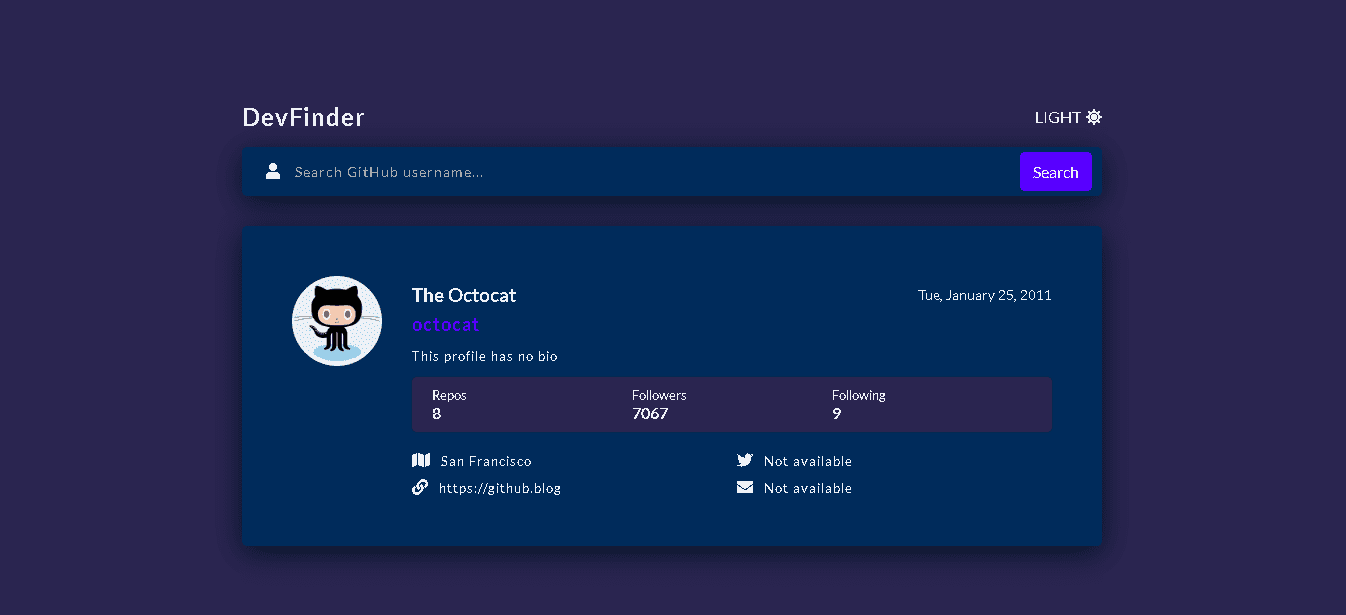 DevFinder
LIGHT
Search GitHub username...
Search
The Octocat
Tue, January 25, 2011
octocat
This profile has no bio
Repos
Followers
Following
8
7067
9
San Francisco
Not available
https://github.blog
Not available